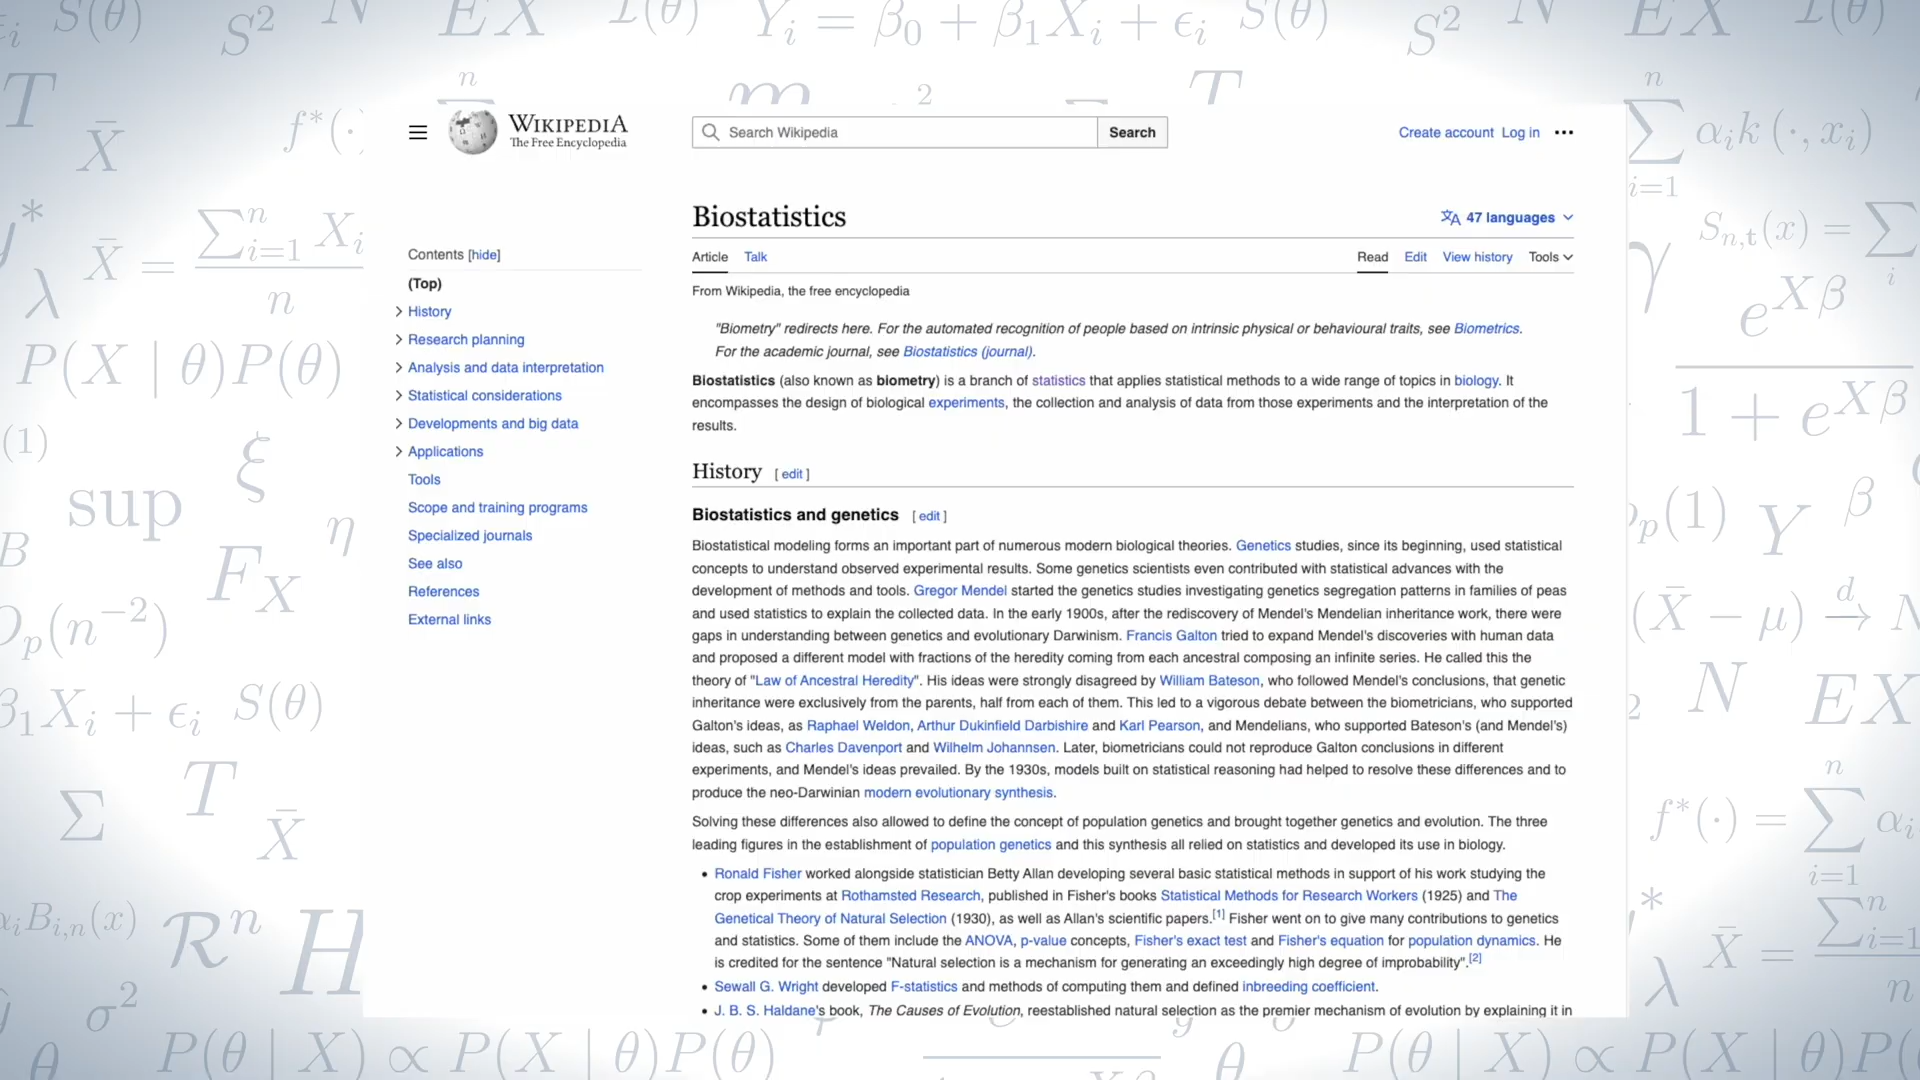 S(θ) S² N EX I(θ) Yᵢ = β₀ + β₁Xᵢ + ϵᵢ S(θ) S² N EX I(θ)
WIKIPEDIA
The Free Encyclopedia
Search Wikipedia
Search
Create account Log in
Biostatistics
47 languages
Article Talk
Read Edit View history Tools
From Wikipedia, the free encyclopedia
Contents [hide]
(Top)
History
Research planning
Analysis and data interpretation
Statistical considerations
Developments and big data
Applications
Tools
Scope and training programs
Specialized journals
See also
References
External links
"Biometry" redirects here. For the automated recognition of people based on intrinsic physical or behavioural traits, see Biometrics.
For the academic journal, see Biostatistics (journal).
Biostatistics (also known as biometry) is a branch of statistics that applies statistical methods to a wide range of topics in biology. It
encompasses the design of biological experiments, the collection and analysis of data from those experiments and the interpretation of the
results.
History [ edit ]
Biostatistics and genetics [ edit ]
Biostatistical modeling forms an important part of numerous modern biological theories. Genetics studies, since its beginning, used statistical
concepts to understand observed experimental results. Some genetics scientists even contributed with statistical advances with the
development of methods and tools. Gregor Mendel started the genetics studies investigating genetics segregation patterns in families of peas
and used statistics to explain the collected data. In the early 1900s, after the rediscovery of Mendel's Mendelian inheritance work, there were
gaps in understanding between genetics and evolutionary Darwinism. Francis Galton tried to expand Mendel's discoveries with human data
and proposed a different model with fractions of the heredity coming from each ancestral composing an infinite series. He called this the
theory of "Law of Ancestral Heredity". His ideas were strongly disagreed by William Bateson, who followed Mendel's conclusions, that genetic
inheritance were exclusively from the parents, half from each of them. This led to a vigorous debate between the biometricians, who supported
Galton's ideas, as Raphael Weldon, Arthur Dukinfield Darbishire and Karl Pearson, and Mendelians, who supported Bateson's (and Mendel's)
ideas, such as Charles Davenport and Wilhelm Johannsen. Later, biometricians could not reproduce Galton conclusions in different
experiments, and Mendel's ideas prevailed. By the 1930s, models built on statistical reasoning had helped to resolve these differences and to
produce the neo-Darwinian modern evolutionary synthesis.
Solving these differences also allowed to define the concept of population genetics and brought together genetics and evolution. The three
leading figures in the establishment of population genetics and this synthesis all relied on statistics and developed its use in biology.
• Ronald Fisher worked alongside statistician Betty Allan developing several basic statistical methods in support of his work studying the
crop experiments at Rothamsted Research, published in Fisher's books Statistical Methods for Research Workers (1925) and The
Genetical Theory of Natural Selection (1930), as well as Allan's scientific papers.[1] Fisher went on to give many contributions to genetics
and statistics. Some of them include the ANOVA, p-value concepts, Fisher's exact test and Fisher's equation for population dynamics. He
is credited for the sentence "Natural selection is a mechanism for generating an exceedingly high degree of improbability".[2]
• Sewall G. Wright developed F-statistics and methods of computing them and defined inbreeding coefficient.
• J. B. S. Haldane's book, The Causes of Evolution, reestablished natural selection as the premier mechanism of evolution by explaining it in
P(θ | X) ∝ P(X | θ)P(θ)